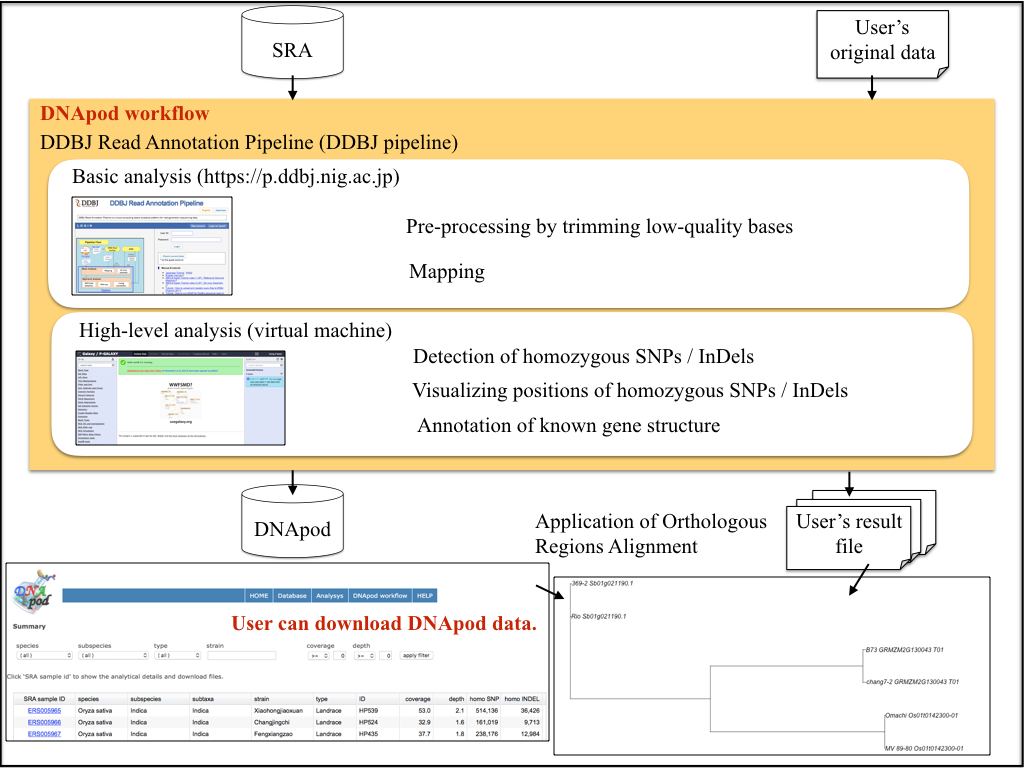 SRA
User's
original data
DNApod workflow
DDBJ Read Annotation Pipeline (DDBJ pipeline)
Basic analysis (https://p.ddbj.nig.ac.jp)
DDBJ DDBJ Read Annotation Pipeline
Pre-processing by trimming low-quality bases
Mapping
High-level analysis (virtual machine)
Galaxy / P-GALAXY
WWFSMD?
usegalaxy.org
Detection of homozygous SNPs / InDels
Visualizing positions of homozygous SNPs / InDels
Annotation of known gene structure
DNApod
Application of Orthologous
Regions Alignment
User's result
file
DNA
pod
HOME Database Analysys DNApod workflow HELP
Summary
User can download DNApod data.
species subspecies type strain coverage depth
(all) (all) (all) >= 0 >= 0 apply filter
Click 'SRA sample id' to show the analytical details and download files.
SRA sample ID species subspecies subtaxa strain type ID coverage depth homo SNP homo INDEL
ERS005965 Oryza sativa Indica Indica Xiaohongjiaoxuan Landrace HP539 53.0 2.1 514,136 36,426
ERS005966 Oryza sativa Indica Indica Changjingchi Landrace HP524 32.9 1.6 161,019 9,713
ERS005967 Oryza sativa Indica Indica Fengxiangzao Landrace HP435 37.7 1.8 238,176 12,984
369-2 Sb01g021190.1
Rio Sb01g021190.1
B73 GRMZM2G130043 T01
chang7-2 GRMZM2G130043 T01
Omachi Os01t0142300-01
MV 89-80 Os01t0142300-01